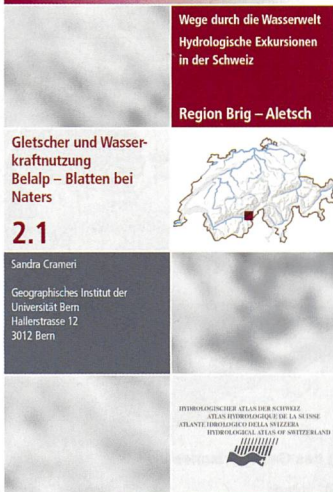 Wege durch die Wasserwelt
Hydrologische Exkursionen
in der Schweiz
Region Brig – Aletsch
Gletscher und Wasser-
kraftnutzung
Belalp – Blatten bei
Naters
2.1
Sandra Crameri
Geographisches Institut der
Universität Bern
Hallerstrasse 12
3012 Bern
HYDROLOGISCHER ATLAS DER SCHWEIZ
ATLAS HYDROLOGIQUE DE LA SUISSE
ATLANTE IDROLOGICO DELLA SVIZZERA
HYDROLOGICAL ATLAS OF SWITZERLAND